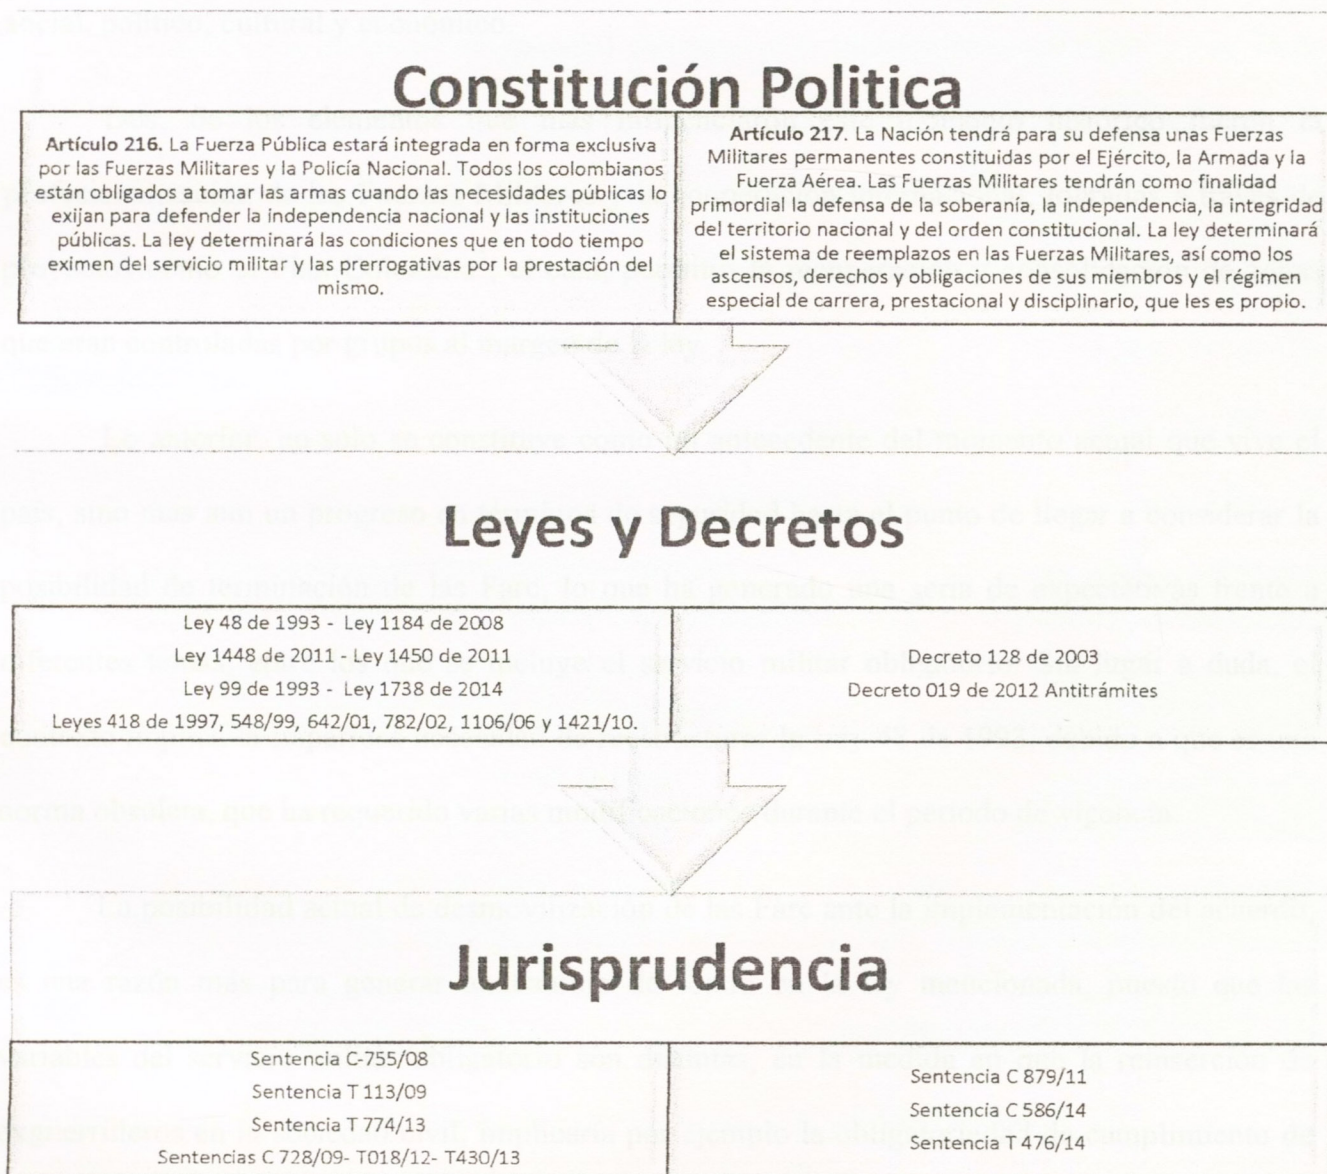 Constitución Politica
Artículo 216. La Fuerza Pública estará integrada en forma exclusiva
por las Fuerzas Militares y la Policía Nacional. Todos los colombianos
están obligados a tomar las armas cuando las necesidades públicas lo
exijan para defender la independencia nacional y las instituciones
públicas. La ley determinará las condiciones que en todo tiempo
eximen del servicio militar y las prerrogativas por la prestación del
mismo.
Artículo 217. La Nación tendrá para su defensa unas Fuerzas
Militares permanentes constituidas por el Ejército, la Armada y la
Fuerza Aérea. Las Fuerzas Militares tendrán como finalidad
primordial la defensa de la soberanía, la independencia, la integridad
del territorio nacional y del orden constitucional. La ley determinará
el sistema de reemplazos en las Fuerzas Militares, así como los
ascensos, derechos y obligaciones de sus miembros y el régimen
especial de carrera, prestacional y disciplinario, que les es propio.
Leyes y Decretos
Ley 48 de 1993 - Ley 1184 de 2008
Ley 1448 de 2011 - Ley 1450 de 2011
Ley 99 de 1993 - Ley 1738 de 2014
Leyes 418 de 1997, 548/99, 642/01, 782/02, 1106/06 y 1421/10.
Decreto 128 de 2003
Decreto 019 de 2012 Antitrámites
Jurisprudencia
Sentencia C-755/08
Sentencia T 113/09
Sentencia T 774/13
Sentencias C 728/09- T018/12- T430/13
Sentencia C 879/11
Sentencia C 586/14
Sentencia T 476/14